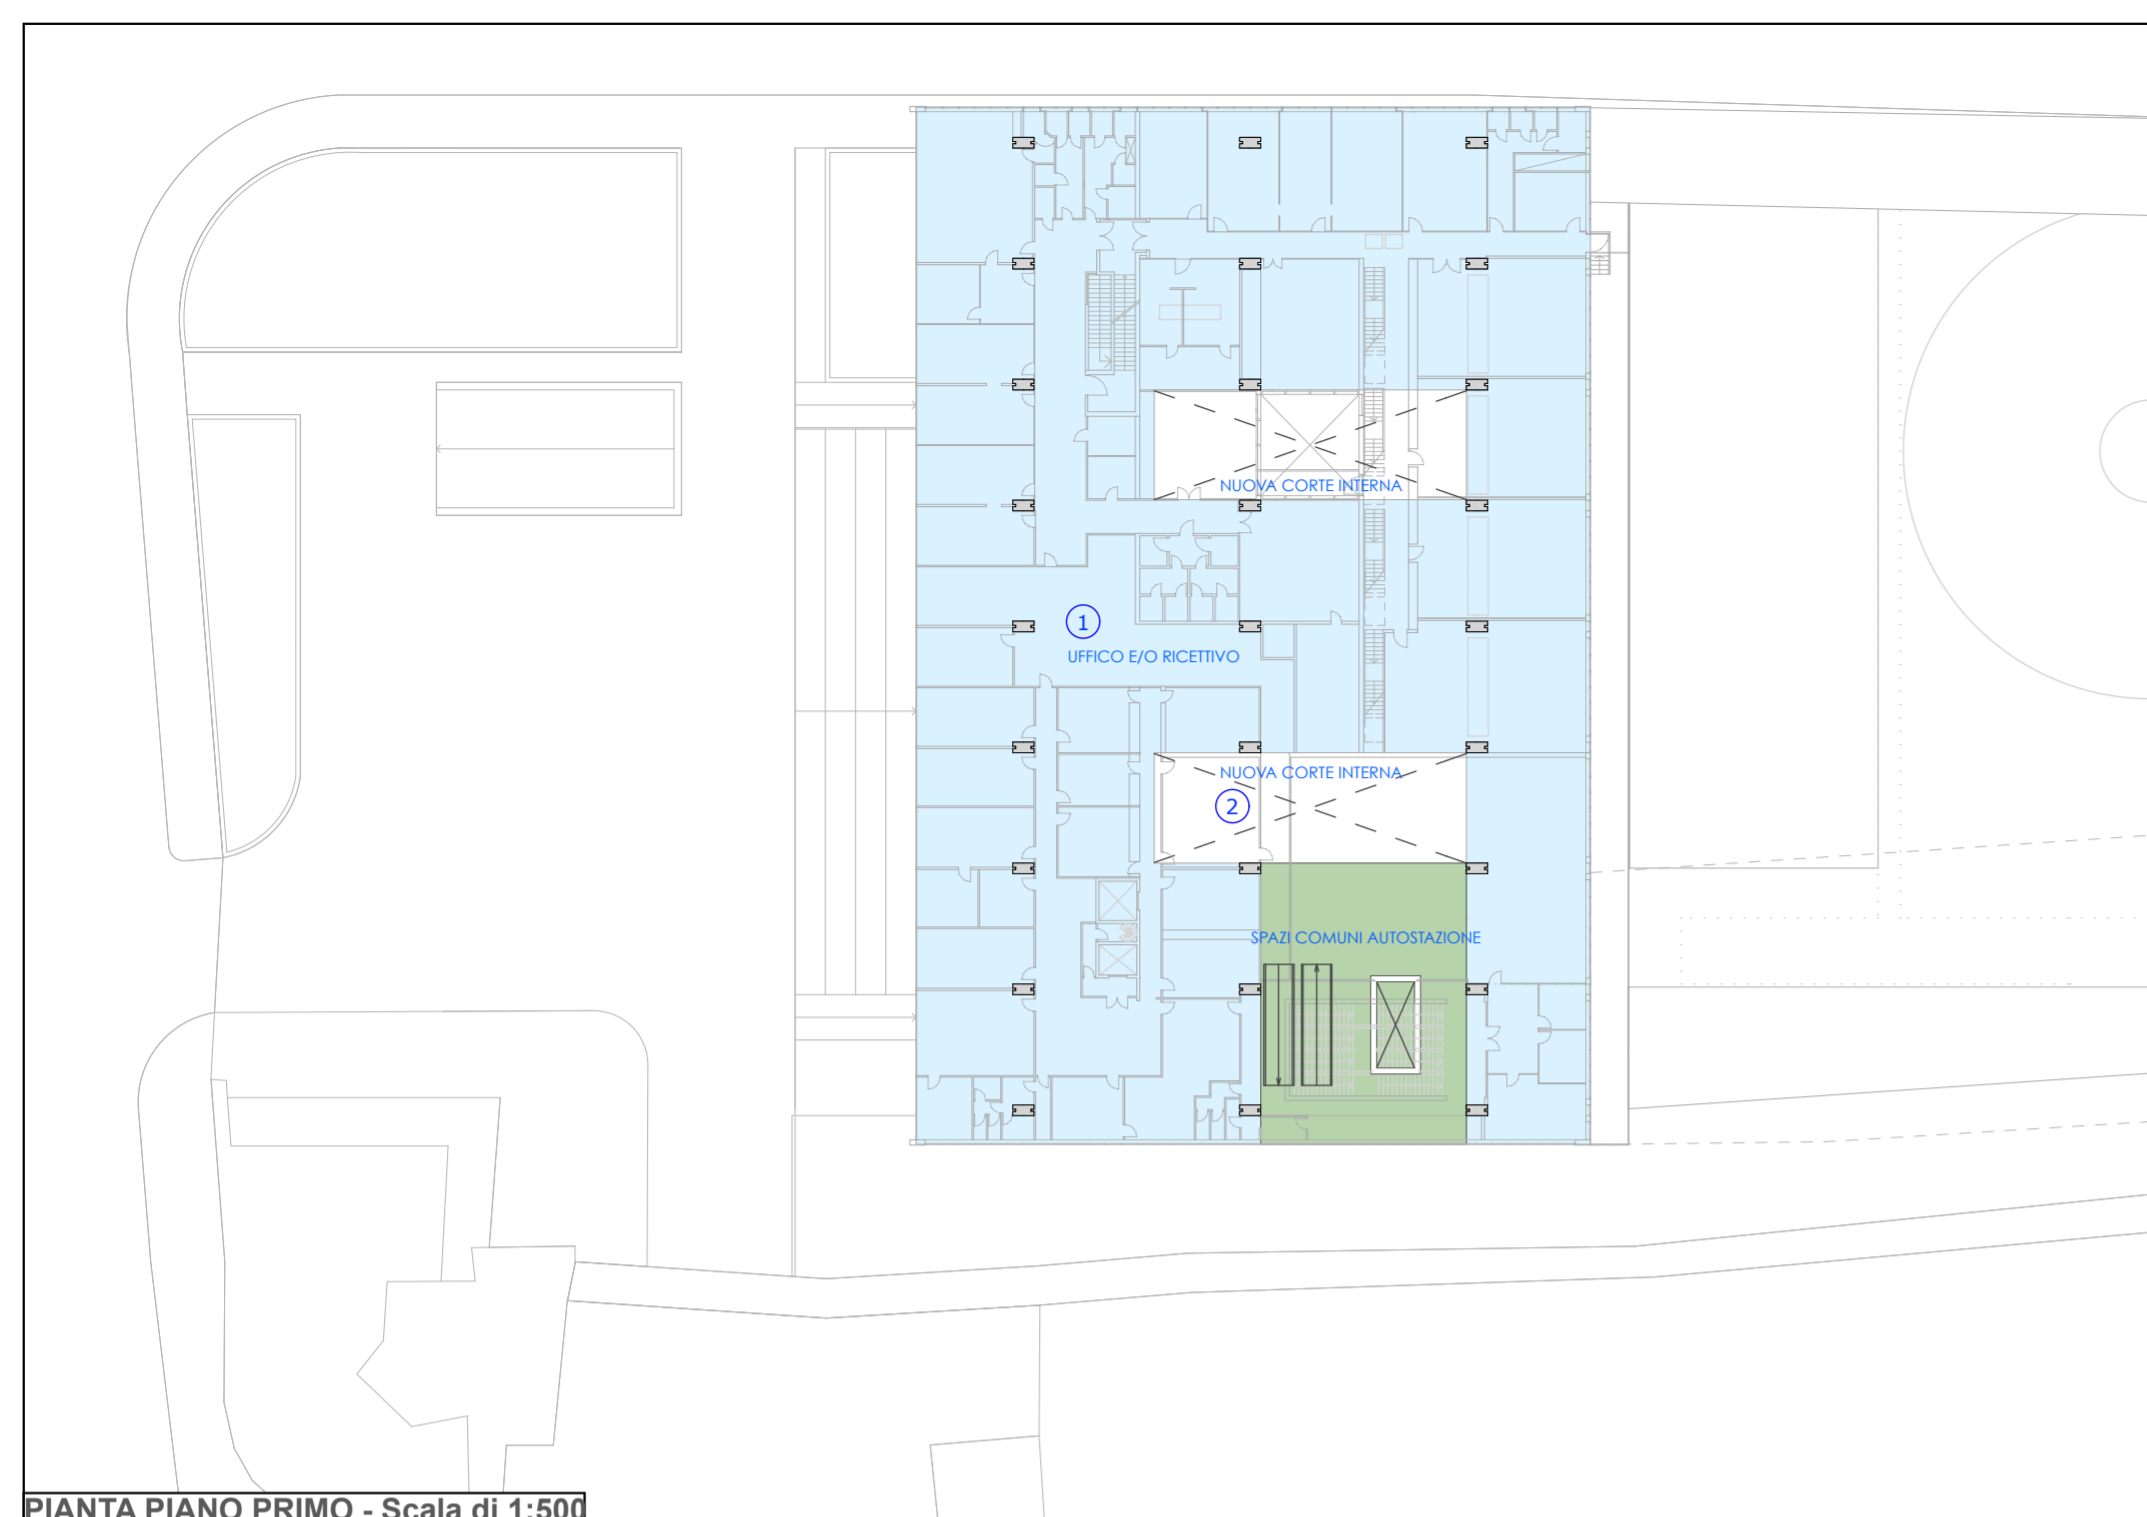 NUOVA CORTE INTERNA
1
UFFICO E/O RICETTIVO
NUOVA CORTE INTERNA
2
SPAZI COMUNI AUTOSTAZIONE
PIANTA PIANO PRIMO - Scala di 1:500